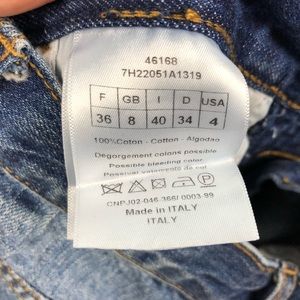 46168
7H22051A1319
F GB I D USA
36 8 40 34 4
100%Coton - Cotton - Algodao
Dégorgement colons possible
Possible bleeding color
CNPJ02-046-366/ 0003-99
Made in ITALY
ITALY